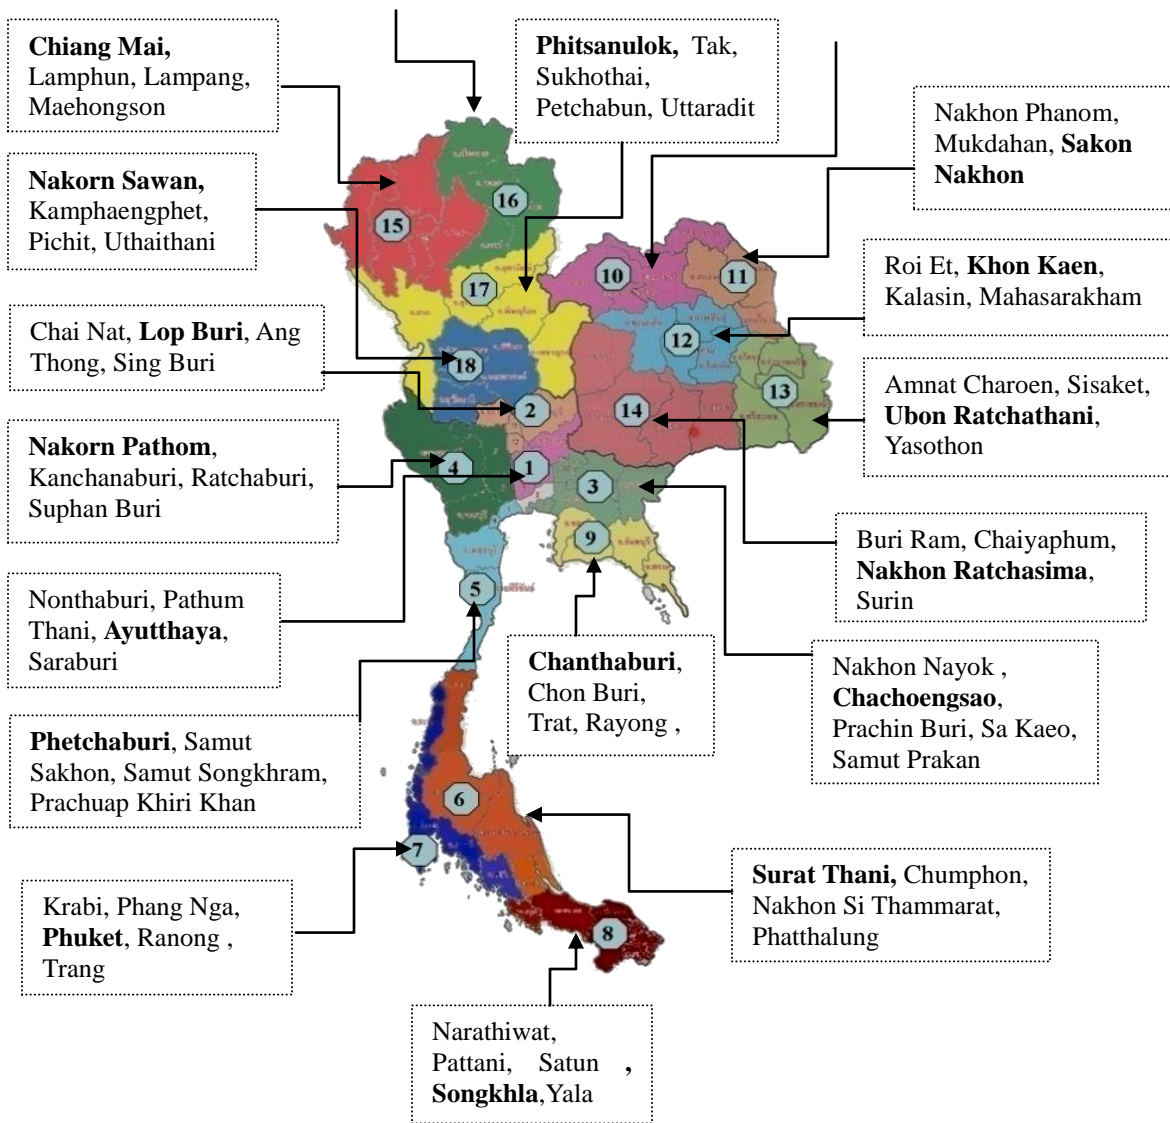 Chiang Mai,
Lamphun, Lampang,
Maehongson
Phitsanulok, Tak,
Sukhothai,
Petchabun, Uttaradit
Nakhon Phanom,
Mukdahan, Sakon
Nakhon
Nakorn Sawan,
Kamphaengphet,
Pichit, Uthaithani
Roi Et, Khon Kaen,
Kalasin, Mahasarakham
Chai Nat, Lop Buri, Ang
Thong, Sing Buri
Amnat Charoen, Sisaket,
Ubon Ratchathani,
Yasothon
Nakorn Pathom,
Kanchanaburi, Ratchaburi,
Suphan Buri
Buri Ram, Chaiyaphum,
Nakhon Ratchasima,
Surin
Nonthaburi, Pathum
Thani, Ayutthaya,
Saraburi
Chanthaburi,
Chon Buri,
Trat, Rayong ,
Nakhon Nayok ,
Chachoengsao,
Prachin Buri, Sa Kaeo,
Samut Prakan
Phetchaburi, Samut
Sakhon, Samut Songkhram,
Prachuap Khiri Khan
Surat Thani, Chumphon,
Nakhon Si Thammarat,
Phatthalung
Krabi, Phang Nga,
Phuket, Ranong ,
Trang
Narathiwat,
Pattani, Satun ,
Songkhla,Yala
16
15
10
11
17
12
18
13
2
14
4
1
3
9
5
6
7
8